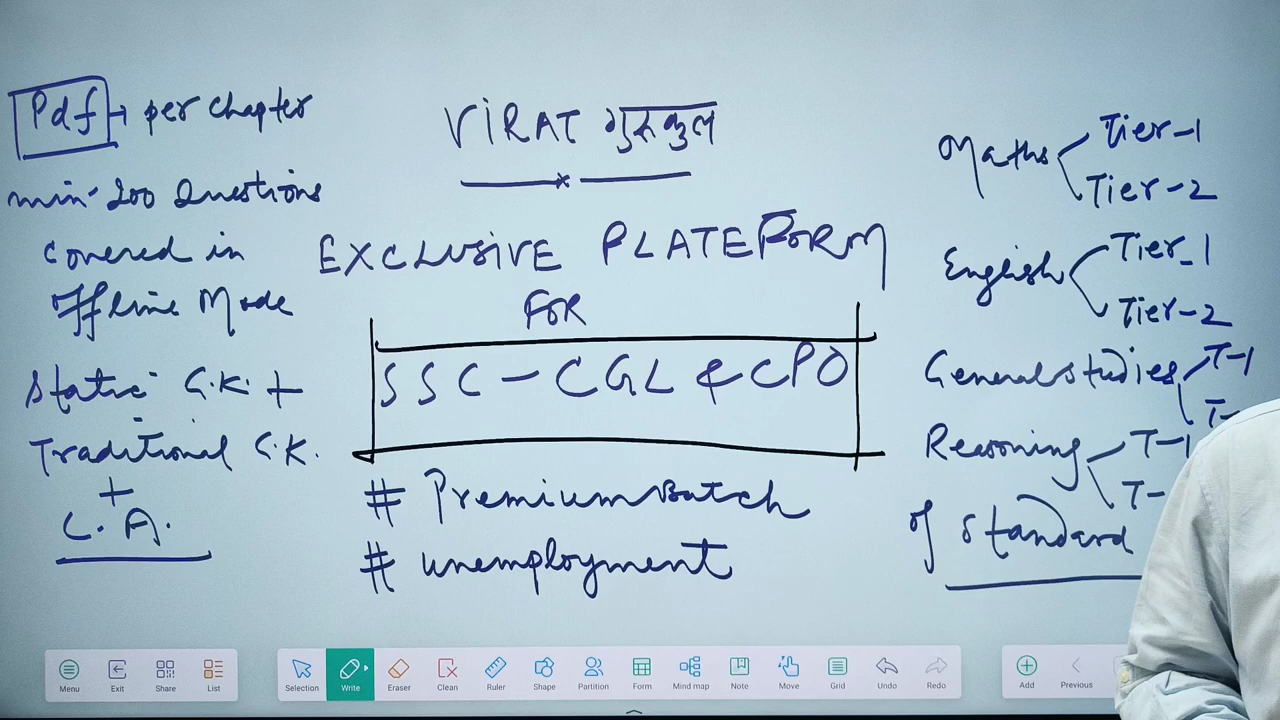 Pdf → per chapter
min. 200 Questions
covered in
offline Mode
Static G.K. +
Traditional G.K.
+
C.A.
VIRAT गुरुकुल
EXCLUSIVE PLATEFORM
FOR
SSC - CGL & CPO
# Premium Batch
# unemployment
Maths
Tier-1
Tier-2
English
Tier-1
Tier-2
General studies
T-1
T-
Reasoning
T-1
T-
of standard
Menu
Exit
Share
List
Selection
Write
Eraser
Clean
Ruler
Shape
Partition
Form
Mind map
Note
Move
Grid
Undo
Redo
Add
Previous